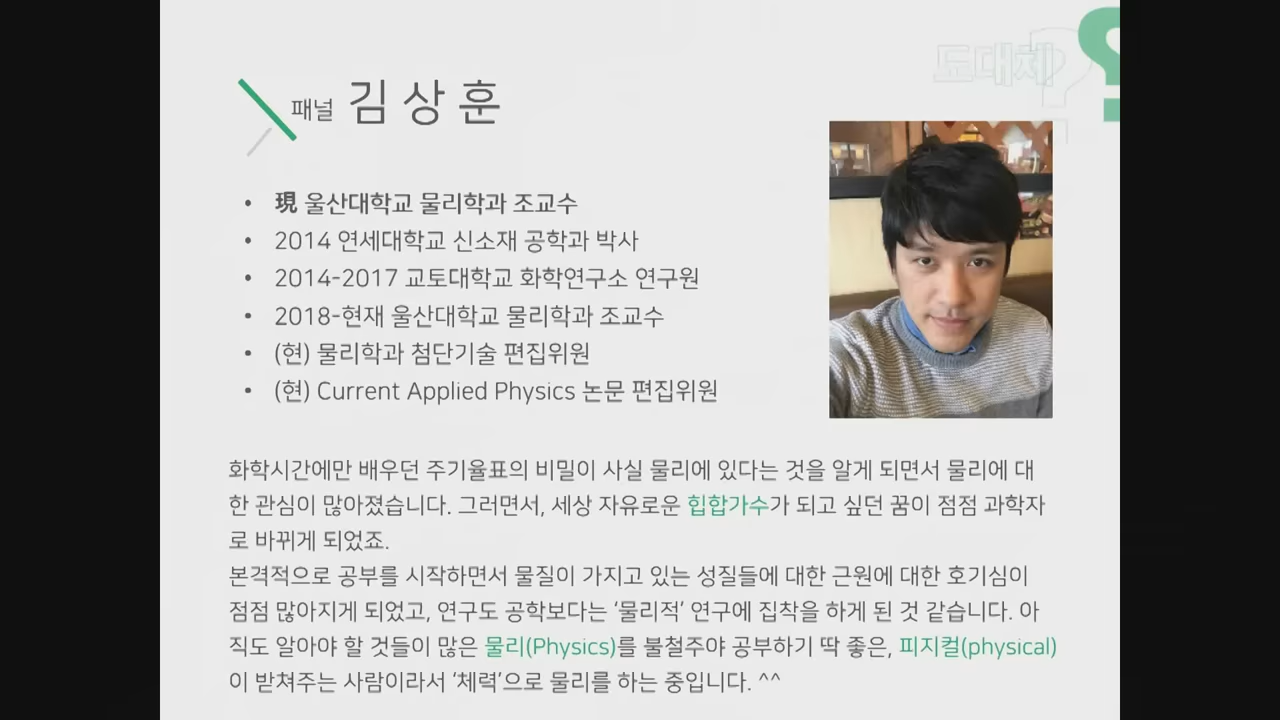 도대체
?
패널 김상훈
• 現 울산대학교 물리학과 조교수
• 2014 연세대학교 신소재 공학과 박사
• 2014-2017 교토대학교 화학연구소 연구원
• 2018-현재 울산대학교 물리학과 조교수
• (현) 물리학과 첨단기술 편집위원
• (현) Current Applied Physics 논문 편집위원
화학시간에만 배우던 주기율표의 비밀이 사실 물리에 있다는 것을 알게 되면서 물리에 대
한 관심이 많아졌습니다. 그러면서, 세상 자유로운 힙합가수가 되고 싶던 꿈이 점점 과학자
로 바뀌게 되었죠.
본격적으로 공부를 시작하면서 물질이 가지고 있는 성질들에 대한 근원에 대한 호기심이
점점 많아지게 되었고, 연구도 공학보다는 ‘물리적’ 연구에 집착을 하게 된 것 같습니다. 아
직도 알아야 할 것들이 많은 물리(Physics)를 불철주야 공부하기 딱 좋은, 피지컬(physical)
이 받쳐주는 사람이라서 ‘체력’으로 물리를 하는 중입니다. ^^